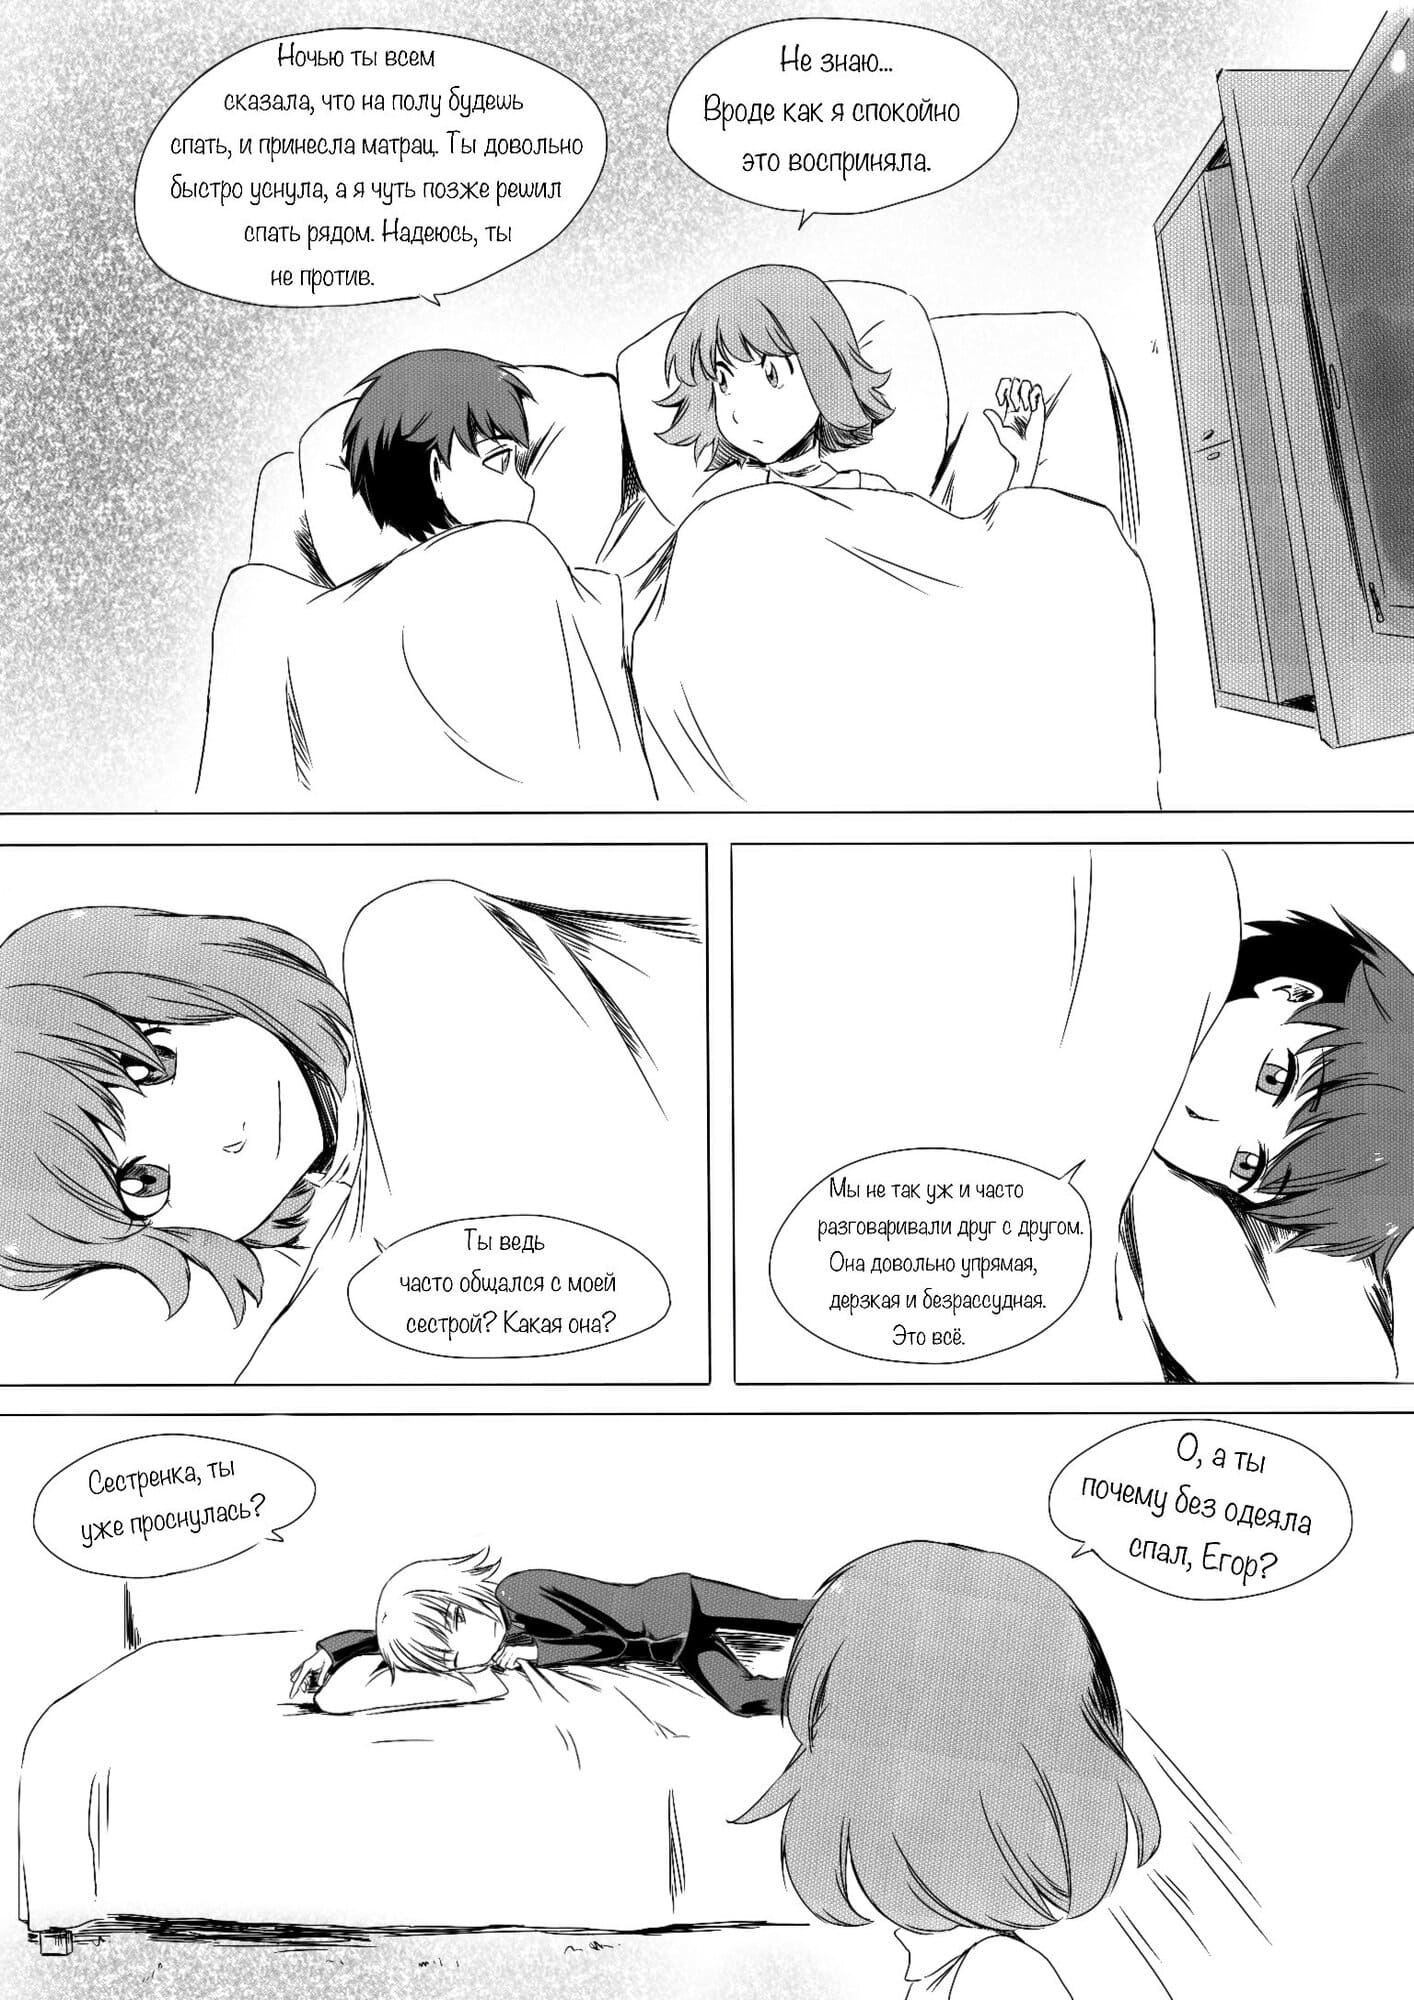 Ночью ты всем
сказала, что на полу будешь
спать, и принесла матрац. Ты довольно
быстро уснула, а я чуть позже решил
спать рядом. Надеюсь, ты
не против.
Не знаю...
Вроде как я спокойно
это восприняла.
Ты ведь
часто общался с моей
сестрой? Какая она?
Мы не так уж и часто
разговаривали друг с другом.
Она довольно упрямая,
дерзкая и безрассудная.
Это всё.
Сестренка, ты
уже проснулась?
О, а ты
почему без одеяла
спал, Егор?